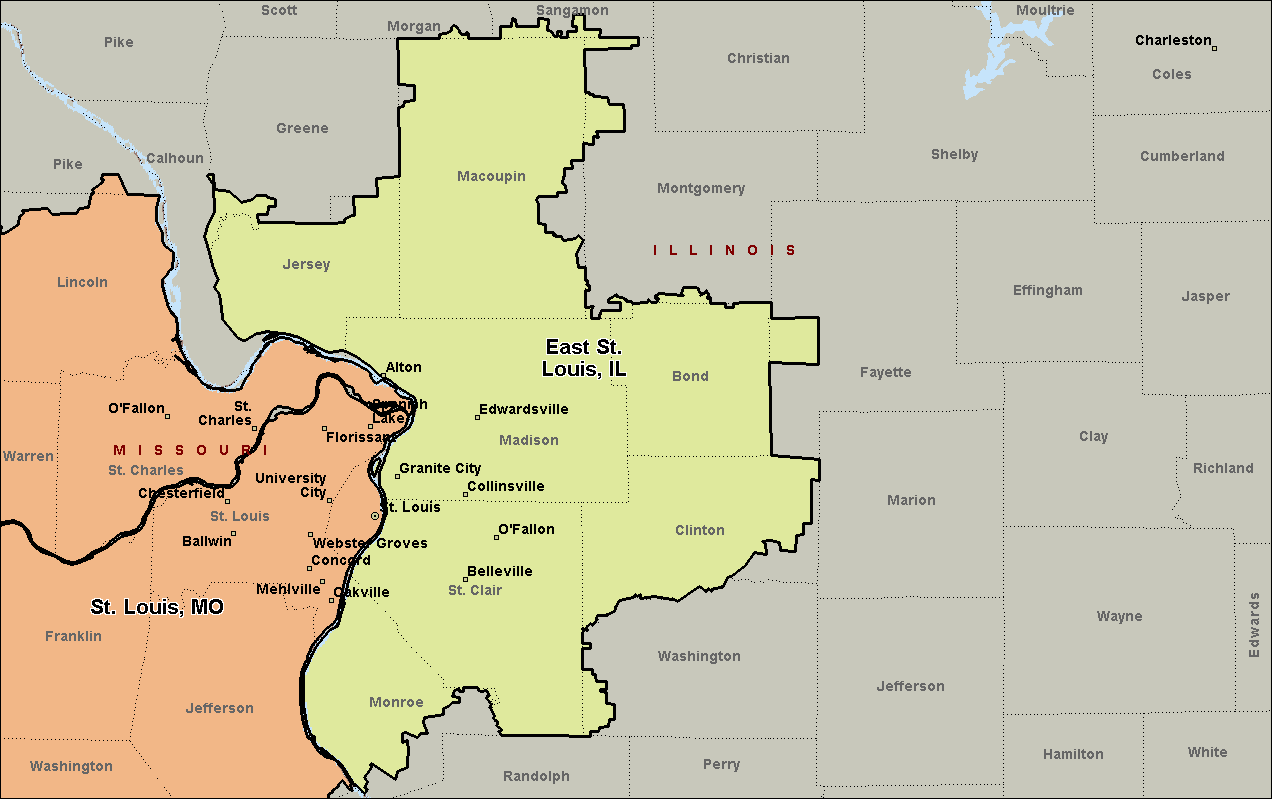 Scott
Sangamon
Moultrie
Morgan
Pike
Charleston
Christian
Coles
Greene
Shelby
Cumberland
Calhoun
Pike
Macoupin
Montgomery
ILLINOIS
Jersey
Lincoln
Effingham
Jasper
East St.
Louis, IL
Alton
Bond
Fayette
O'Fallon
St.
Charles
Spanish
Lake
Edwardsville
Florissant
Madison
Clay
MISSOURI
Warren
St. Charles
Granite City
Richland
University
City
Collinsville
Chesterfield
Marion
St. Louis
St. Louis
O'Fallon
Clinton
Ballwin
Webster Groves
Concord
Belleville
Mehlville
Oakville
St. Clair
St. Louis, MO
Wayne
Edwards
Franklin
Washington
Jefferson
Monroe
Jefferson
Washington
Randolph
Perry
Hamilton
White